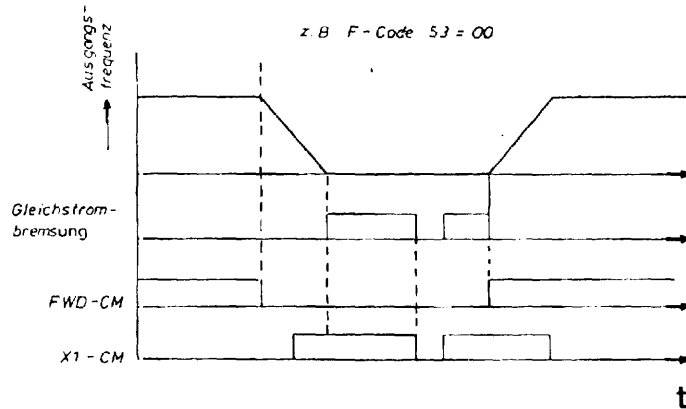 z.B F-Code 53=00
Ausgangs-
frequenz
Gleichstrom-
bremsung
FWD-CM
X1-CM
t